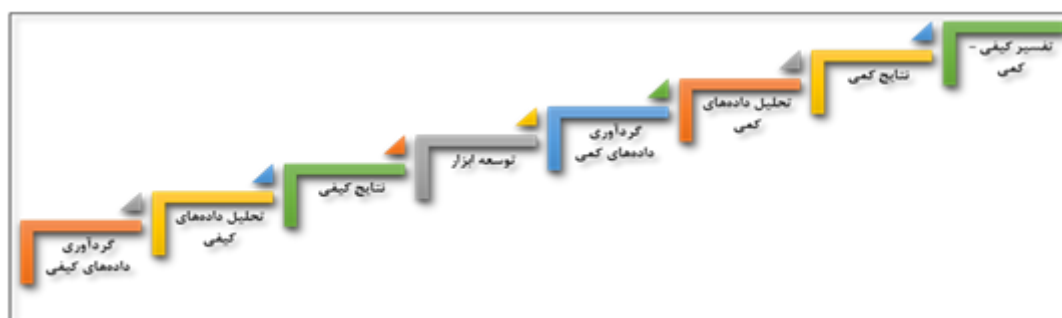 گردآوری
داده‌های کیفی
تحلیل داده‌های
کیفی
نتایج کیفی
توسعه ابزار
گردآوری
داده‌های کمی
تحلیل داده‌های
کمی
نتایج کمی
تفسیر کیفی -
کمی